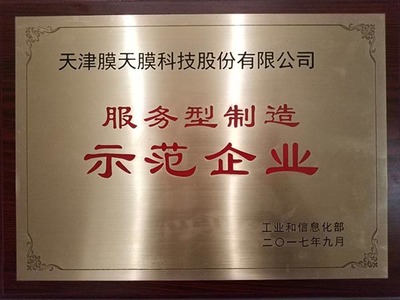 天津膜天膜科技股份有限公司
服务型制造
示范企业
工业和信息化部
二〇一七年九月